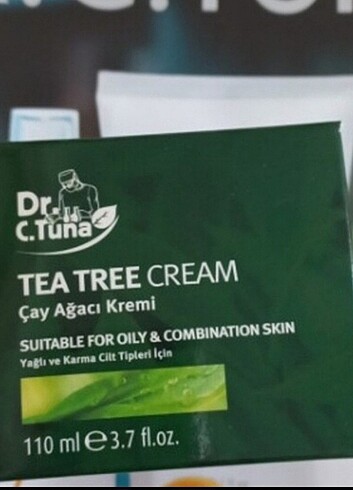 Dr.
C.Tuna
TEA TREE CREAM
Çay Ağacı Kremi
SUITABLE FOR OILY & COMBINATION SKIN
Yağlı ve Karma Cilt Tipleri İçin
110 ml ℮ 3.7 fl.oz.